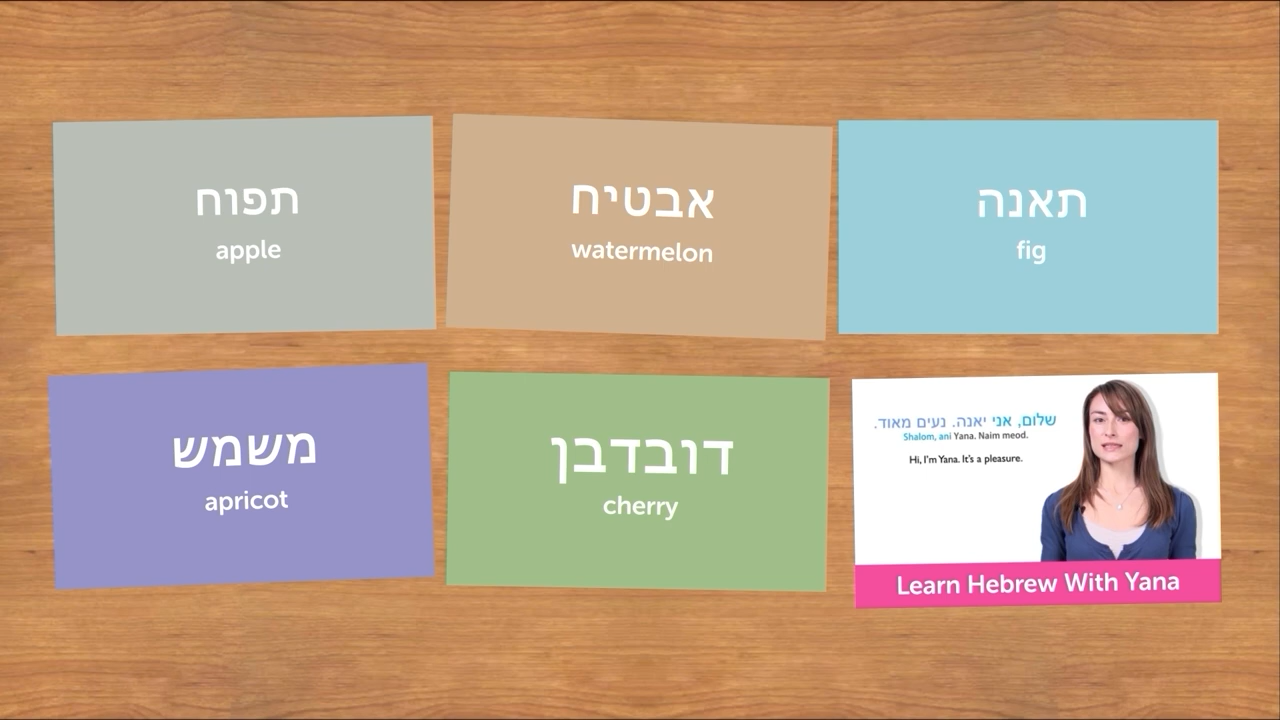 תפוח
apple
אבטיח
watermelon
תאנה
fig
משמש
apricot
דובדבן
cherry
שלום, אני יאנה. נעים מאוד.
Shalom, ani Yana. Naim meod.
Hi, I'm Yana. It's a pleasure.
Learn Hebrew With Yana